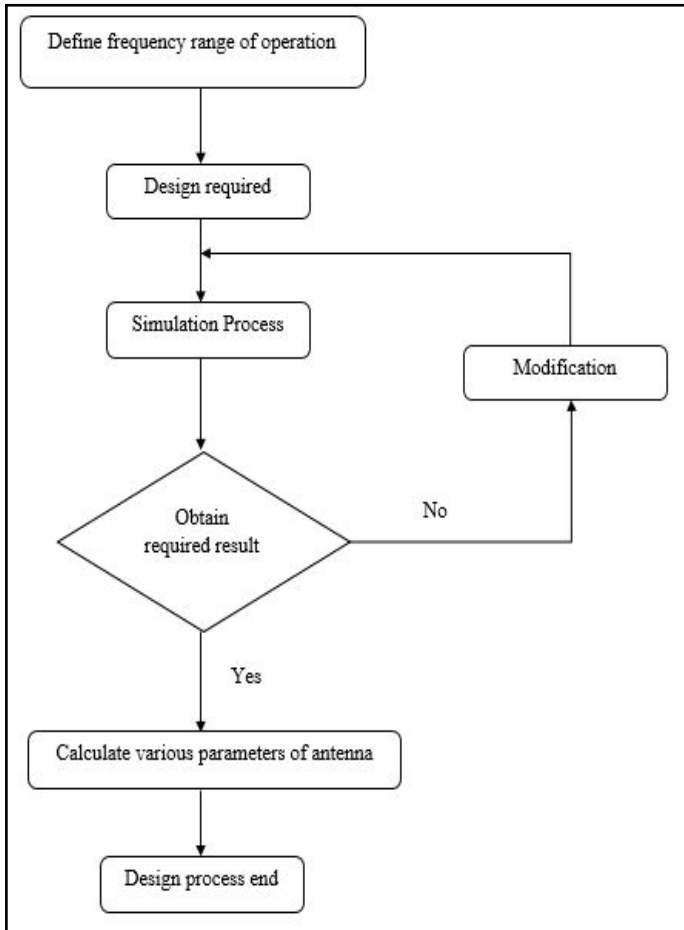 Define frequency range of operation
Design required
Simulation Process
Modification
Obtain
required result
No
Yes
Calculate various parameters of antenna
Design process end